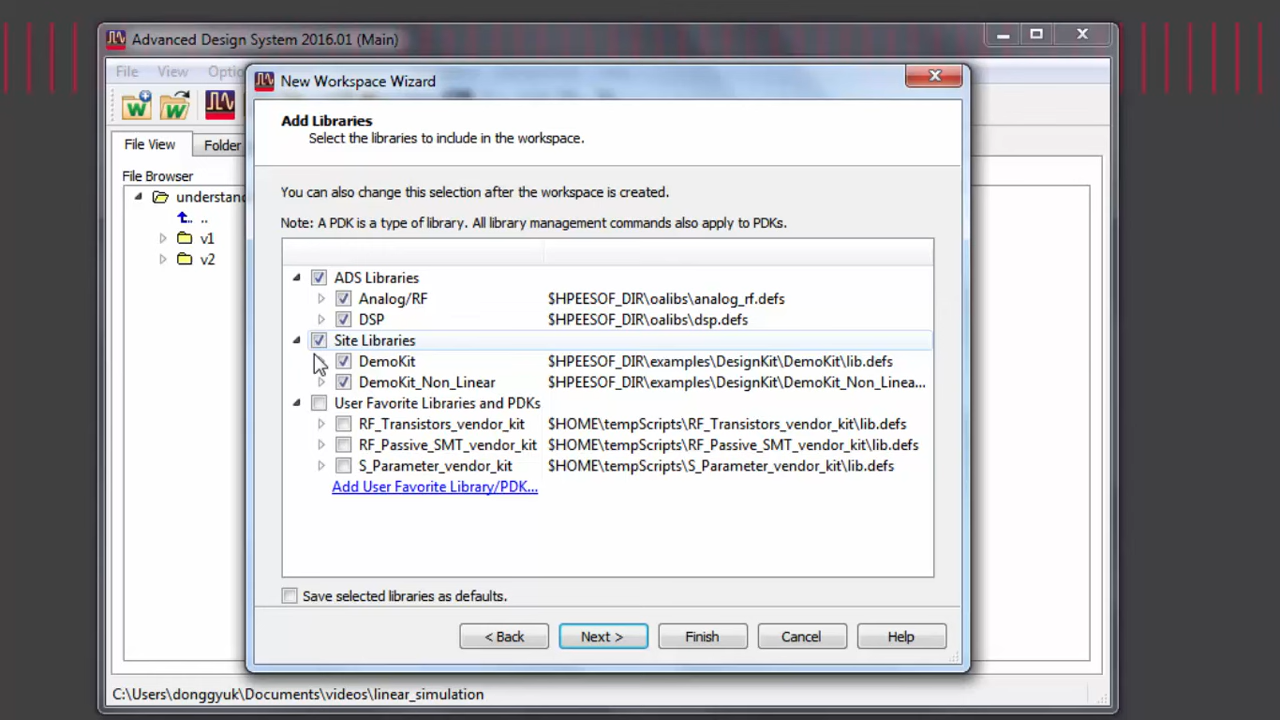 Advanced Design System 2016.01 (Main)
File View Optio
New Workspace Wizard
Add Libraries
Select the libraries to include in the workspace.
File View Folder
File Browser
understand
..
v1
v2
You can also change this selection after the workspace is created.
Note: A PDK is a type of library. All library management commands also apply to PDKs.
ADS Libraries
Analog/RF $HPEESOF_DIR\oalibs\analog_rf.defs
DSP $HPEESOF_DIR\oalibs\dsp.defs
Site Libraries
DemoKit $HPEESOF_DIR\examples\DesignKit\DemoKit\lib.defs
DemoKit_Non_Linear $HPEESOF_DIR\examples\DesignKit\DemoKit_Non_Linea...
User Favorite Libraries and PDKs
RF_Transistors_vendor_kit $HOME\tempScripts\RF_Transistors_vendor_kit\lib.defs
RF_Passive_SMT_vendor_kit $HOME\tempScripts\RF_Passive_SMT_vendor_kit\lib.defs
S_Parameter_vendor_kit $HOME\tempScripts\S_Parameter_vendor_kit\lib.defs
Add User Favorite Library/PDK...
Save selected libraries as defaults.
< Back Next > Finish Cancel Help
C:\Users\donggyuk\Documents\videos\linear_simulation